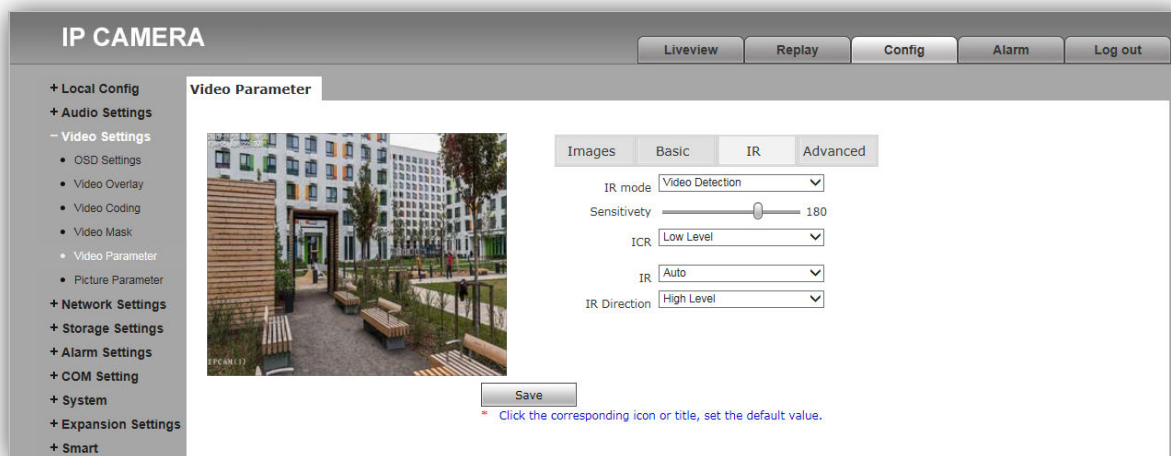 IP CAMERA
Liveview
Replay
Config
Alarm
Log out
+ Local Config
+ Audio Settings
− Video Settings
• OSD Settings
• Video Overlay
• Video Coding
• Video Mask
• Video Parameter
• Picture Parameter
+ Network Settings
+ Storage Settings
+ Alarm Settings
+ COM Setting
+ System
+ Expansion Settings
+ Smart
Video Parameter
IPCAM(1)
Images
Basic
IR
Advanced
IR mode Video Detection
Sensitivety 180
ICR Low Level
IR Auto
IR Direction High Level
Save
* Click the corresponding icon or title, set the default value.